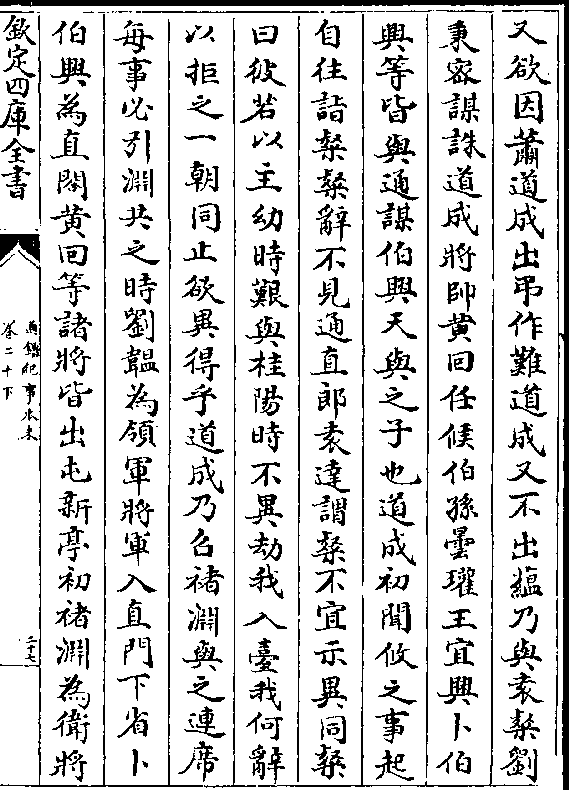 又欲因蕭道成出弔作難道成又不出藴乃與袁粲劉
秉密謀誅道成將帥黄回任候伯孫曇瓘王宜興卜伯
興等皆與通謀伯興天與之子也道成初聞攸之事起
自往詣粲粲辭不見通直郎袁達謂粲不宜示異同粲
曰彼若以主幼時艱與桂陽時不異劫我入臺我何辭
以拒之一朝同止欲異得乎道成乃召褚淵與之連席
每事必引淵共之時劉韞為領軍將軍入直門下省卜
伯興為直閤黄回等諸將皆出屯新亭初褚淵為衛將
欽定四庫全書
通鑑紀事本末
卷二十下
二十七